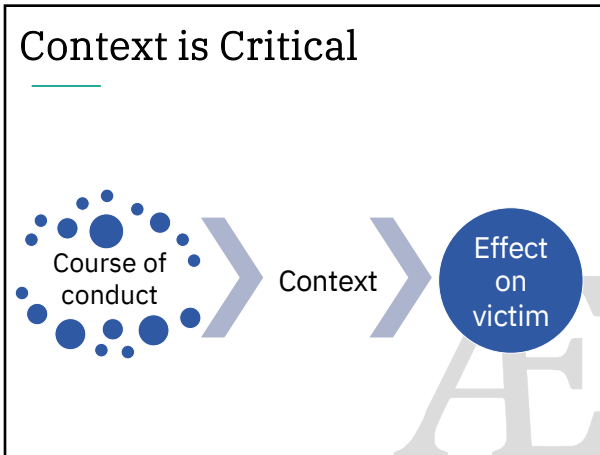 Context is Critical
Course of
conduct
Context
Effect
on
victim
Æ